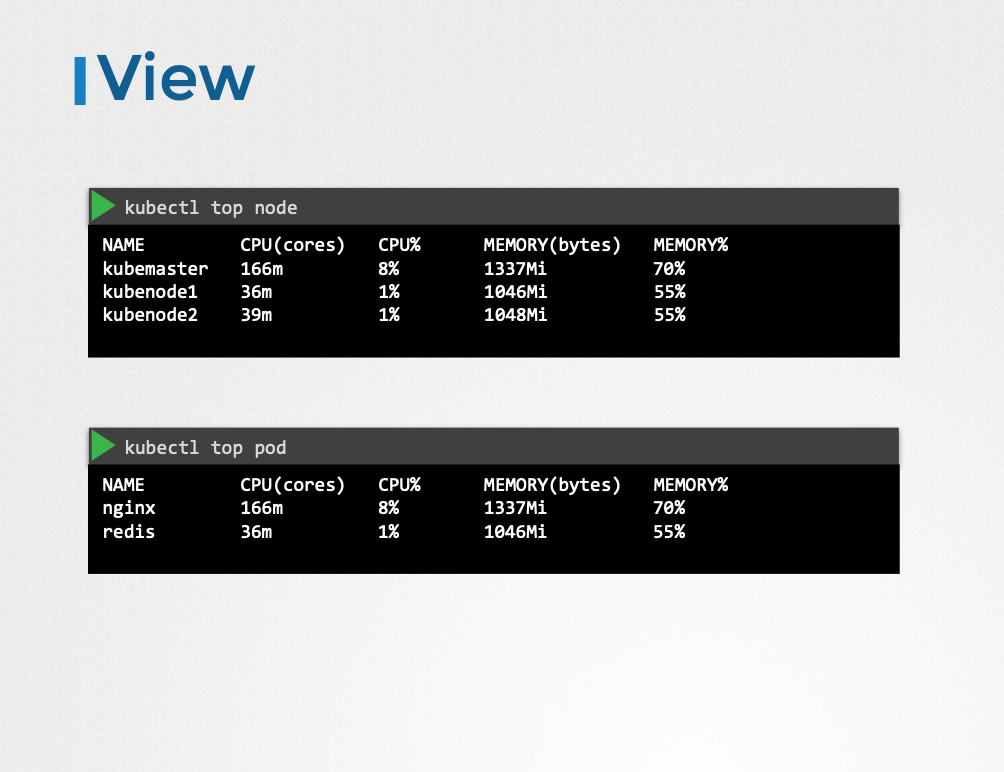 View
kubectl top node
NAME CPU(cores) CPU% MEMORY(bytes) MEMORY%
kubemaster 166m 8% 1337Mi 70%
kubenode1 36m 1% 1046Mi 55%
kubenode2 39m 1% 1048Mi 55%
kubectl top pod
NAME CPU(cores) CPU% MEMORY(bytes) MEMORY%
nginx 166m 8% 1337Mi 70%
redis 36m 1% 1046Mi 55%